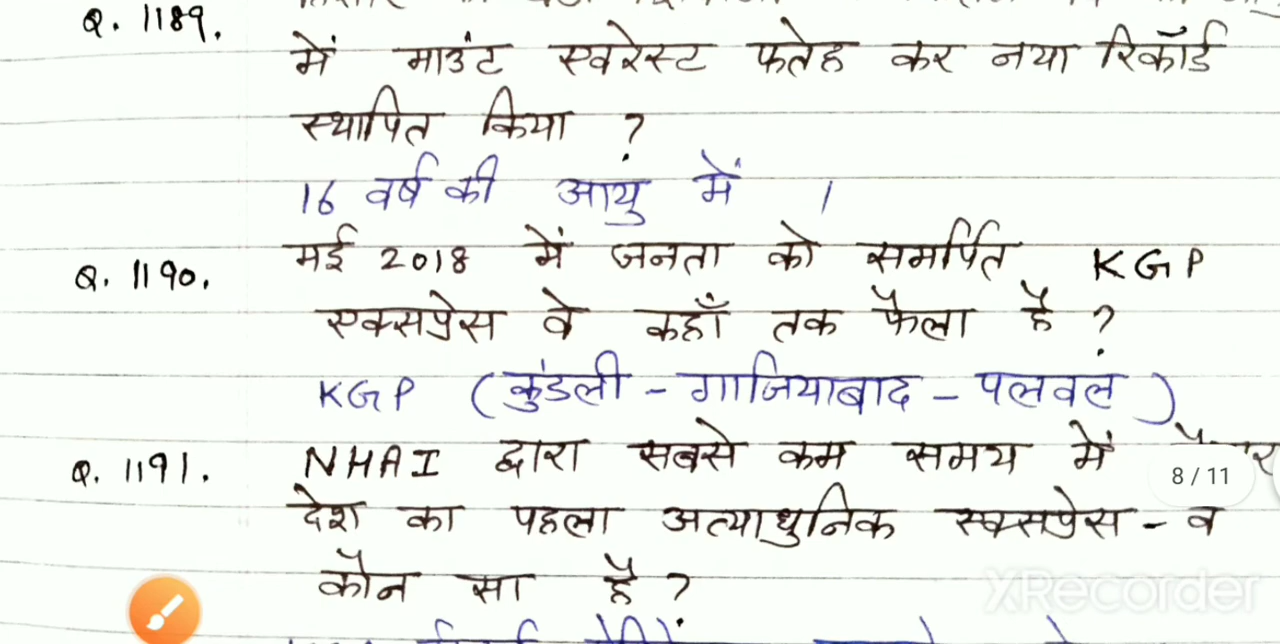 Q. 1189.
में माउंट एवरेस्ट फतेह कर नया रिकॉर्ड
स्थापित किया ?
16 वर्ष की आयु में ।
Q. 1190. मई 2018 में जनता को समर्पित KGP
एक्सप्रेस वे कहाँ तक फैला है ?
KGP (कुंडली - गाजियाबाद - पलवल)
Q. 1191. NHAI द्वारा सबसे कम समय में
8 / 11
देश का पहला अत्याधुनिक एक्सप्रेस - व
कौन सा है ?
XRecorder